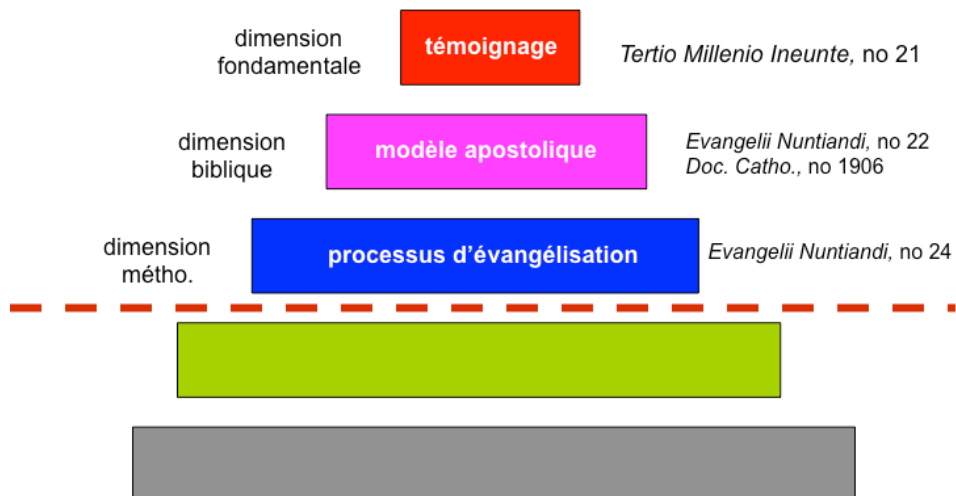 dimension
fondamentale
témoignage
Tertio Millenio Ineunte, no 21
dimension
biblique
modèle apostolique
Evangelii Nuntiandi, no 22
Doc. Catho., no 1906
dimension
métho.
processus d'évangélisation
Evangelii Nuntiandi, no 24